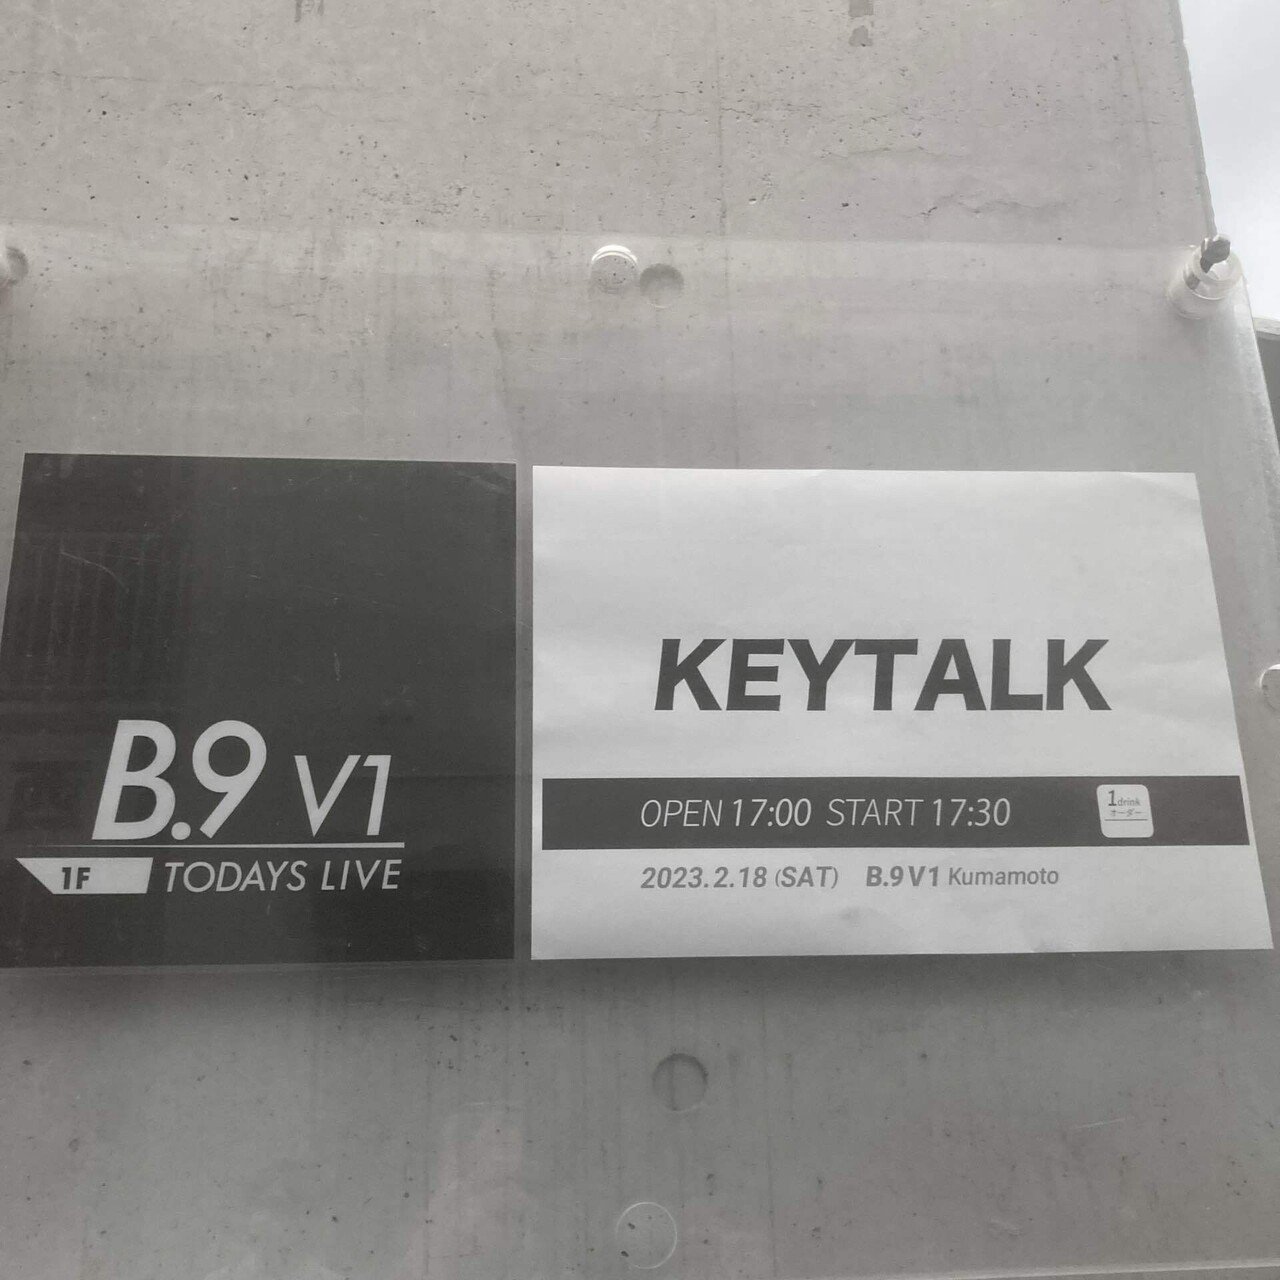 B.9 V1
1F TODAYS LIVE
KEYTALK
OPEN 17:00 START 17:30
1drink
オーダー
2023.2.18 (SAT) B.9 V1 Kumamoto